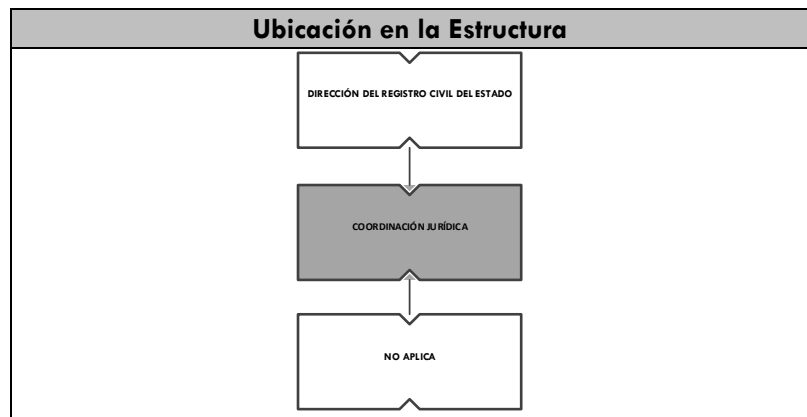 Ubicación en la Estructura
DIRECCIÓN DEL REGISTRO CIVIL DEL ESTADO
COORDINACIÓN JURÍDICA
NO APLICA